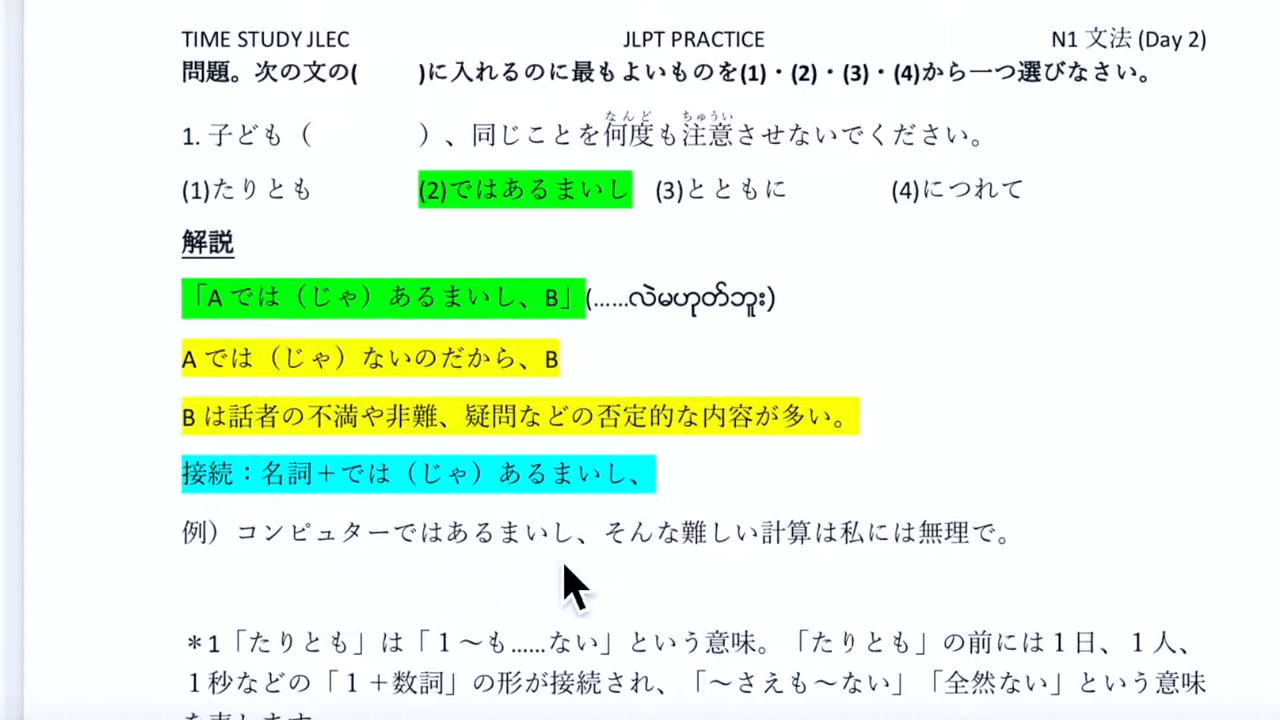 TIME STUDY JLEC JLPT PRACTICE N1 文法 (Day 2)
問題。次の文の( )に入れるのに最もよいものを(1)・(2)・(3)・(4)から一つ選びなさい。
なんど ちゅうい
1. 子ども（ ）、同じことを何度も注意させないでください。
(1)たりとも (2)ではあるまいし (3)とともに (4)につれて
解説
「A では（じゃ）あるまいし、B」(......လဲမဟုတ်ဘူး)
A では（じゃ）ないのだから、B
B は話者の不満や非難、疑問などの否定的な内容が多い。
接続：名詞＋では（じゃ）あるまいし、
例）コンピュターではあるまいし、そんな難しい計算は私には無理で。
＊1「たりとも」は「１～も......ない」という意味。「たりとも」の前には１日、１人、
１秒などの「１＋数詞」の形が接続され、「～さえも～ない」「全然ない」という意味